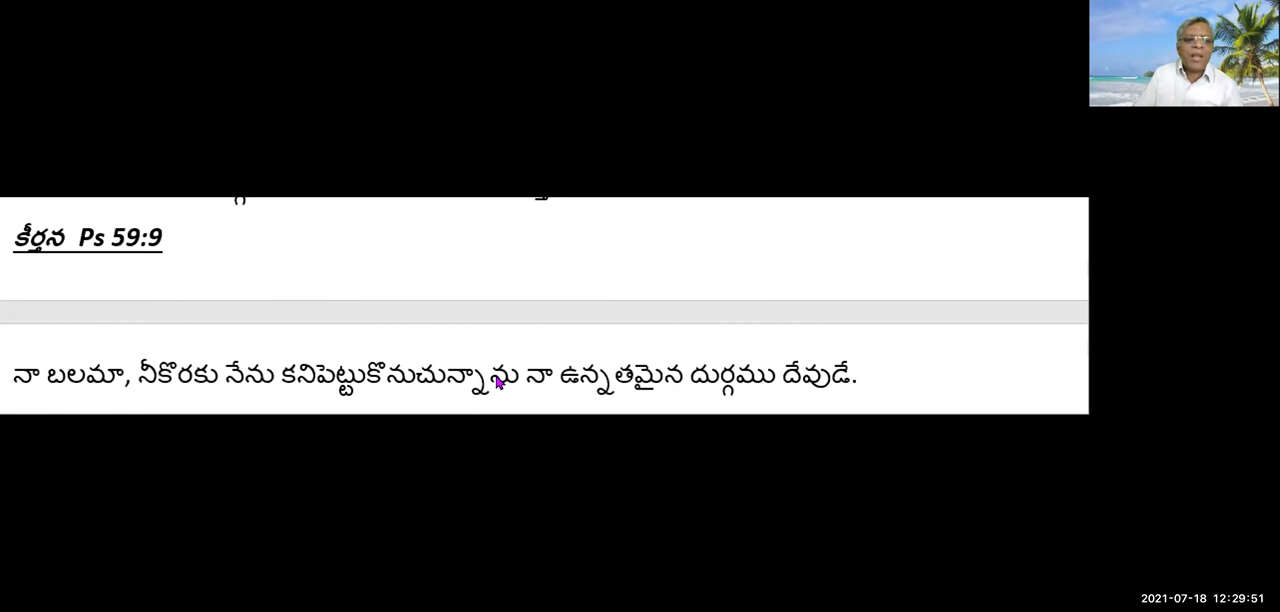 కీర్తన Ps 59:9
నా బలమా, నీకొరకు నేను కనిపెట్టుకొనుచున్నాను నా ఉన్నతమైన దుర్గము దేవుడే.
2021-07-18 12:29:51